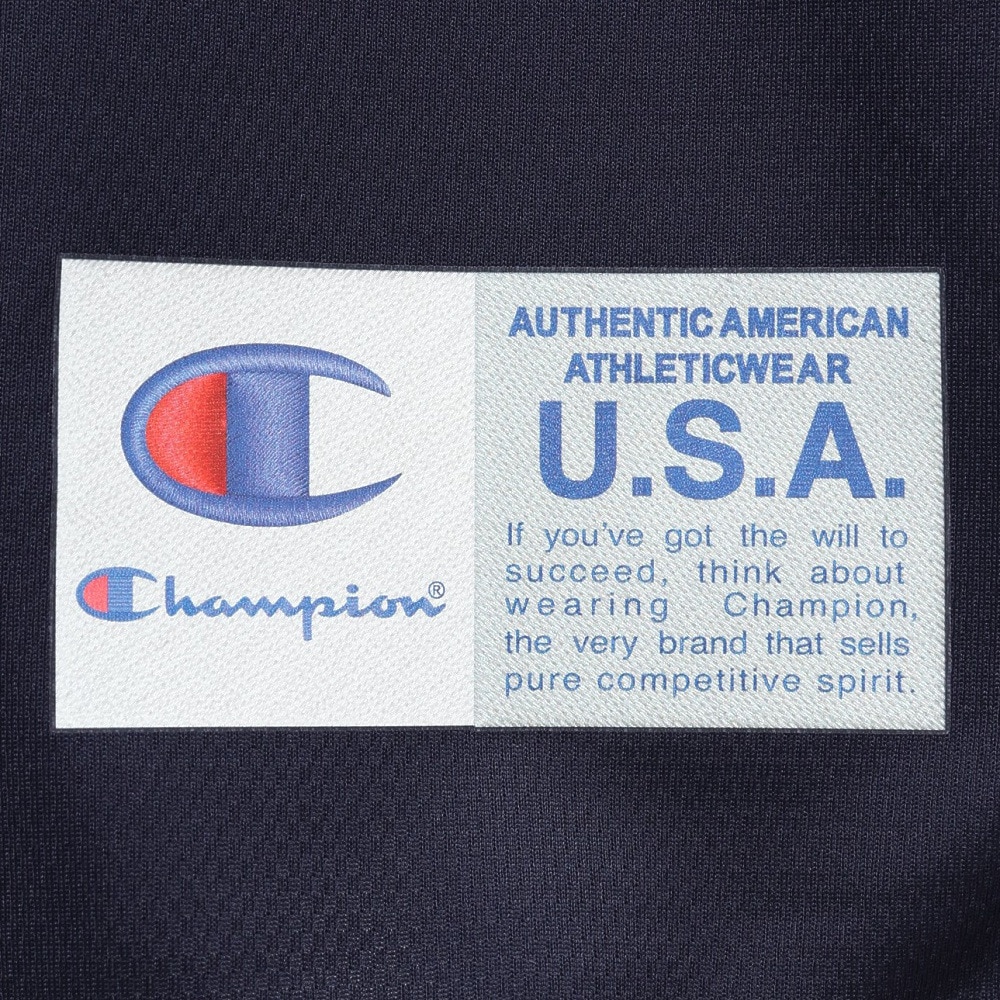 Champion®
AUTHENTIC AMERICAN
ATHLETICWEAR
U.S.A.
If you've got the will to
succeed, think about
wearing Champion,
the very brand that sells
pure competitive spirit.